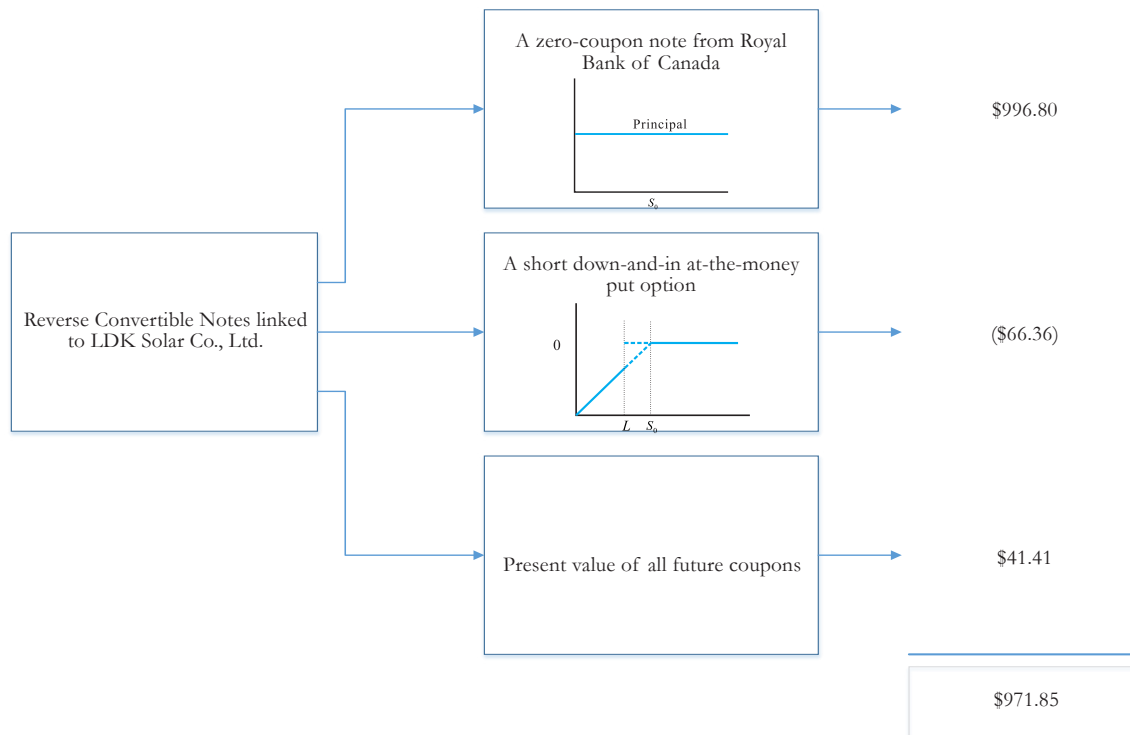 A zero-coupon note from Royal
Bank of Canada
Principal
S₀
$996.80
Reverse Convertible Notes linked
to LDK Solar Co., Ltd.
A short down-and-in at-the-money
put option
0
L S₀
($66.36)
Present value of all future coupons
$41.41
$971.85